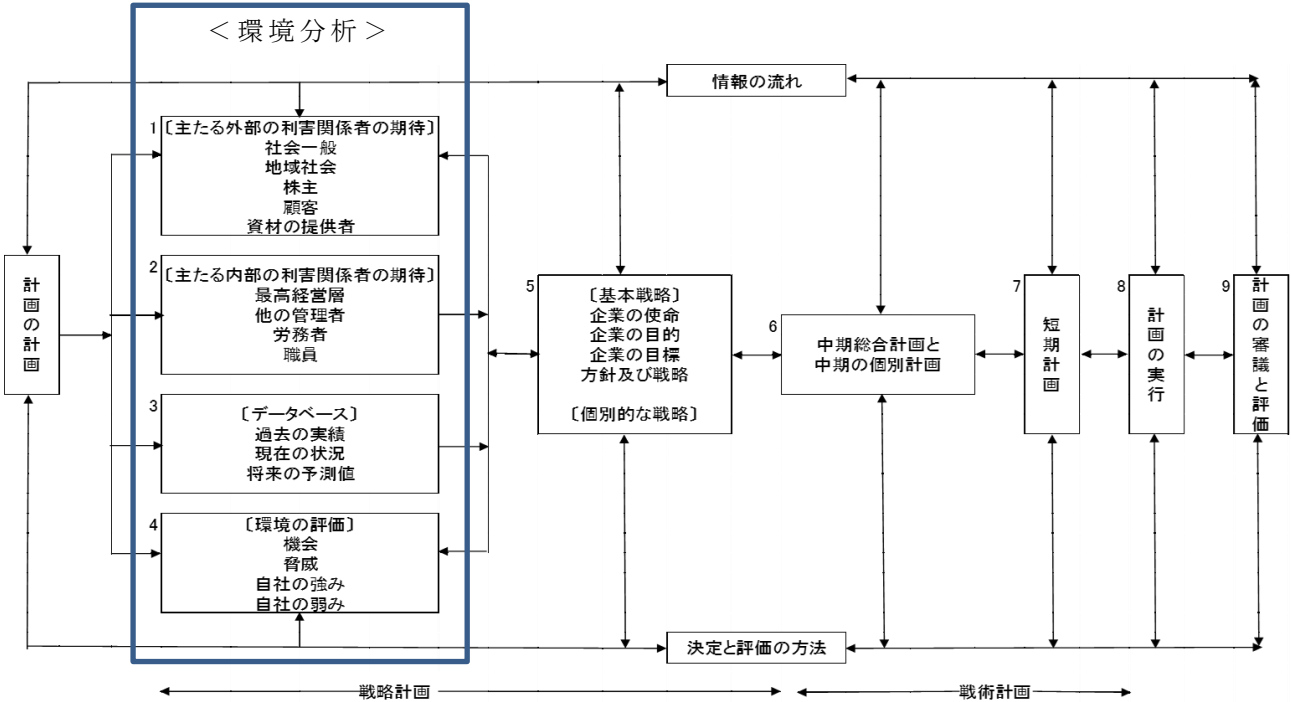 ＜環境分析＞
情報の流れ
計画の計画
1
〔主たる外部の利害関係者の期待〕
社会一般
地域社会
株主
顧客
資材の提供者
2
〔主たる内部の利害関係者の期待〕
最高経営層
他の管理者
労務者
職員
3
〔データベース〕
過去の実績
現在の状況
将来の予測値
4
〔環境の評価〕
機会
脅威
自社の強み
自社の弱み
5
〔基本戦略〕
企業の使命
企業の目的
企業の目標
方針及び戦略
〔個別的な戦略〕
6
中期総合計画と
中期の個別計画
7
短期計画
8
計画の実行
9
計画の審議と評価
決定と評価の方法
戦略計画
戦術計画